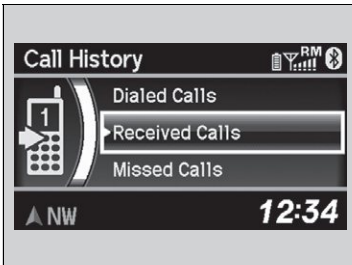 Call History
RM
1
Dialed Calls
Received Calls
Missed Calls
NW
12:34